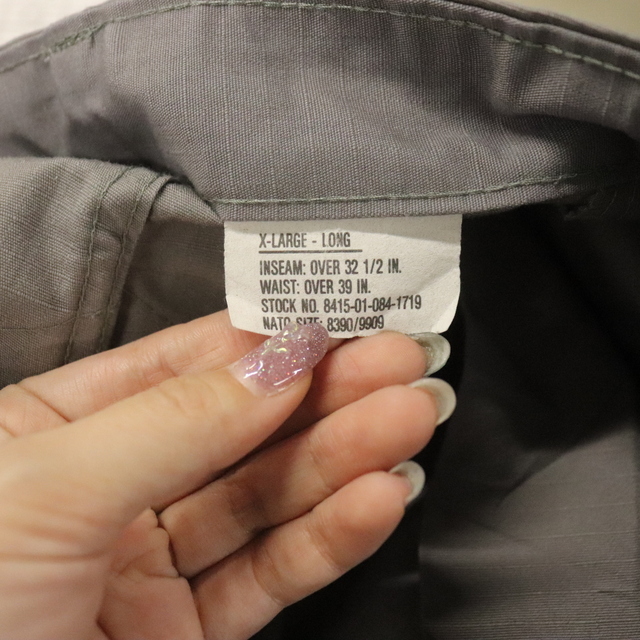 X-LARGE - LONG
INSEAM: OVER 32 1/2 IN.
WAIST: OVER 39 IN.
STOCK NO. 8415-01-084-1719
NATO SIZE: 8390/9909